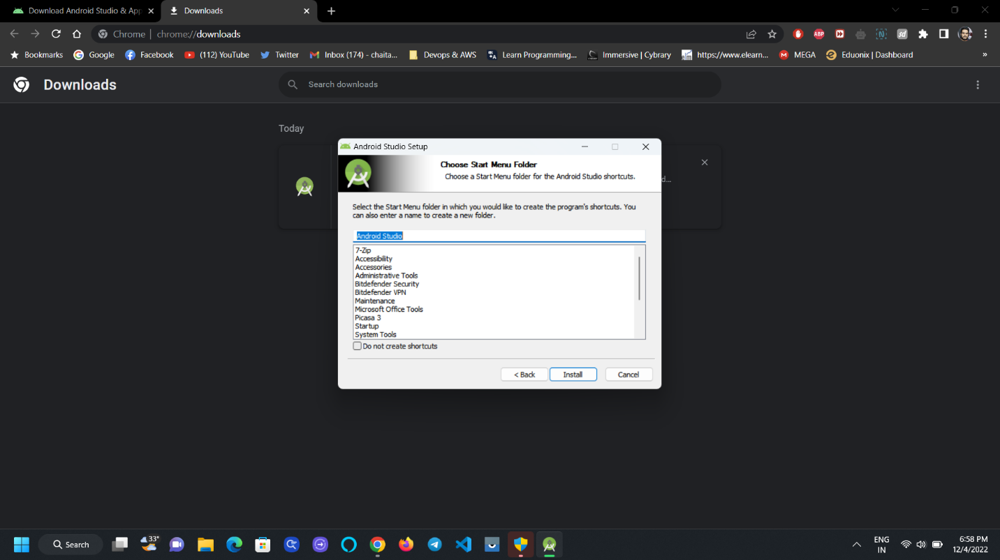 Download Android Studio & App
Downloads
Chrome
chrome://downloads
ABP
N
sd
Bookmarks
Google
Facebook
(112) YouTube
Twitter
Inbox (174) - chaita...
Devops & AWS
Learn Programming...
Immersive | Cybrary
https://www.elearn...
MEGA
Eduonix | Dashboard
»
Downloads
Search downloads
Today
d...
Android Studio Setup
Choose Start Menu Folder
Choose a Start Menu folder for the Android Studio shortcuts.
Select the Start Menu folder in which you would like to create the program's shortcuts. You
can also enter a name to create a new folder.
Android Studio
7-Zip
Accessibility
Accessories
Administrative Tools
Bitdefender Security
Bitdefender VPN
Maintenance
Microsoft Office Tools
Picasa 3
Startup
System Tools
Do not create shortcuts
< Back
Install
Cancel
33°
Search
ENG
IN
6:58 PM
12/4/2022